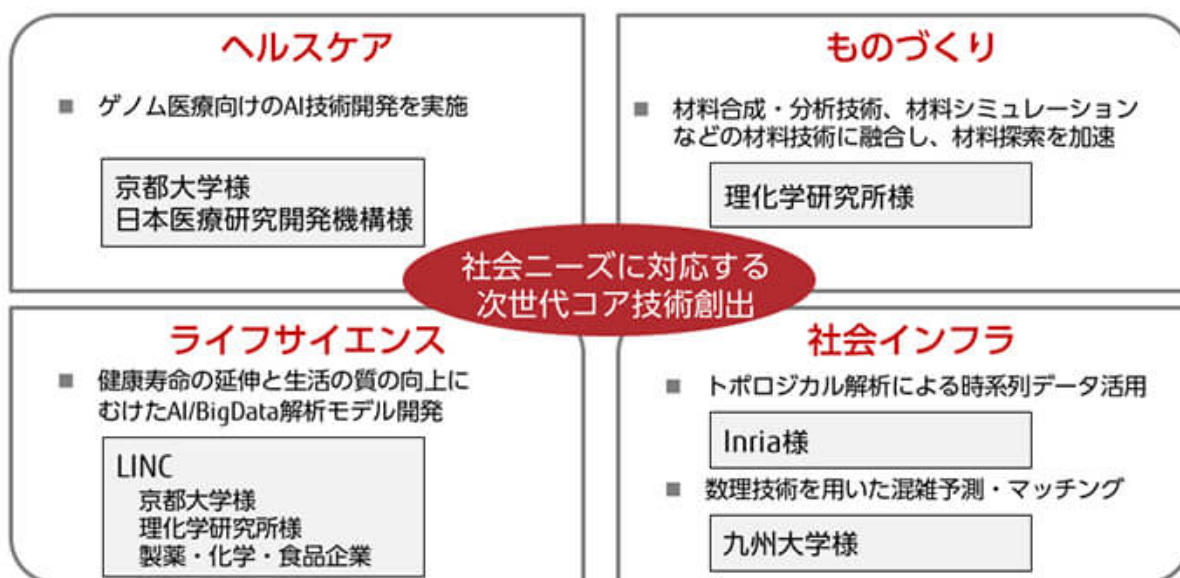 ヘルスケア
■ ゲノム医療向けのAI技術開発を実施
京都大学様
日本医療研究開発機構様
ものづくり
■ 材料合成・分析技術、材料シミュレーション
などの材料技術に融合し、材料探索を加速
理化学研究所様
社会ニーズに対応する
次世代コア技術創出
ライフサイエンス
■ 健康寿命の延伸と生活の質の向上に
むけたAI/BigData解析モデル開発
LINC
京都大学様
理化学研究所様
製薬・化学・食品企業
社会インフラ
■ トポロジカル解析による時系列データ活用
Inria様
■ 数理技術を用いた混雑予測・マッチング
九州大学様